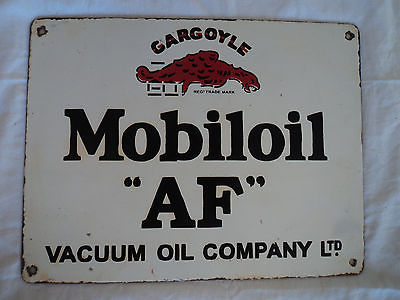 GARGOYLE
REGD TRADE MARK
Mobiloil
"AF"
VACUUM OIL COMPANY LTD.